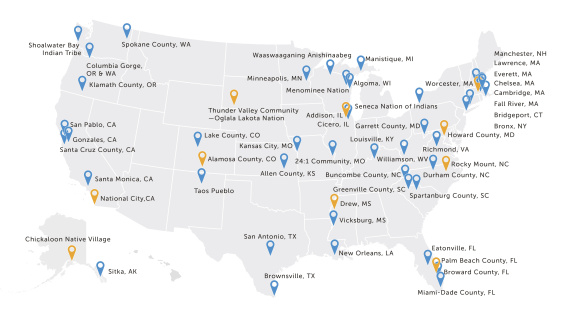 Shoalwater Bay
Indian Tribe
Spokane County, WA
Columbia Gorge,
OR & WA
Klamath County, OR
Waaswaaganing Anishinaabeg
Manistique, MI
Minneapolis, MN
Menominee Nation
Algoma, WI
Manchester, NH
Lawrence, MA
Everett, MA
Worcester, MA
Chelsea, MA
Cambridge, MA
Fall River, MA
Bridgeport, CT
Bronx, NY
Thunder Valley Community
—Oglala Lakota Nation
Addison, IL
Cicero, IL
Seneca Nation of Indians
Garrett County, MD
Howard County, MD
San Pablo, CA
Gonzales, CA
Santa Cruz County, CA
Lake County, CO
Alamosa County, CO
Kansas City, MO
24:1 Community, MO
Allen County, KS
Louisville, KY
Richmond, VA
Williamson, WV
Rocky Mount, NC
Buncombe County, NC
Durham County, NC
Greenville County, SC
Spartanburg County, SC
Santa Monica, CA
National City,CA
Taos Pueblo
Drew, MS
Vicksburg, MS
Chickaloon Native Village
Sitka, AK
San Antonio, TX
Brownsville, TX
New Orleans, LA
Eatonville, FL
Palm Beach County, FL
Broward County, FL
Miami-Dade County, FL